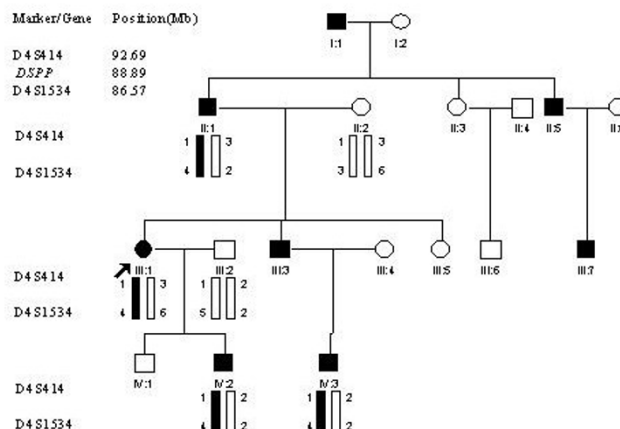 Marker/Gene Position(Mb)
D4S414 92.69
DSPP 88.89
D4S1534 86.57
I:1 I:2
II:1 II:2 II:3 II:4 II:5
D4S414 1 3 1 3
D4S1534 4 2 3 6
III:1 III:2 III:3 III:4 III:5 III:6 III:7
D4S414 1 3 1 2
D4S1534 4 6 5 2
IV:1 IV:2 IV:3
D4S414 1 2 1 2
D4S1534 4 2 4 2